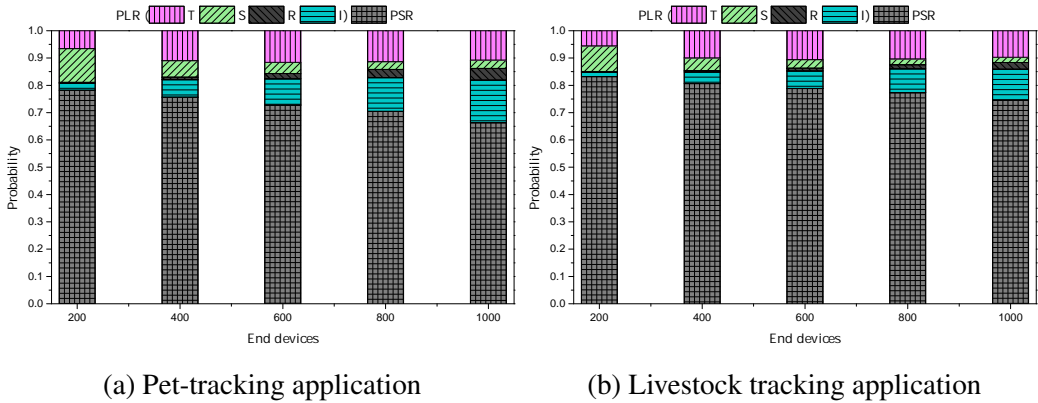 PLR ( T S R I) PSR
1.0
0.9
0.8
0.7
0.6
0.5
0.4
0.3
0.2
0.1
0.0
Probability
200 400 600 800 1000
End devices
(a) Pet-tracking application
PLR ( T S R I) PSR
1.0
0.9
0.8
0.7
0.6
0.5
0.4
0.3
0.2
0.1
0.0
Probability
200 400 600 800 1000
End devices
(b) Livestock tracking application